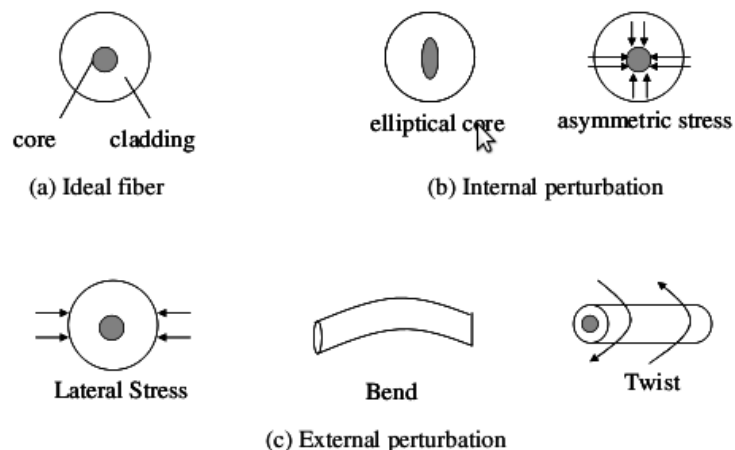 core
cladding
(a) Ideal fiber
elliptical core
asymmetric stress
(b) Internal perturbation
Lateral Stress
Bend
Twist
(c) External perturbation